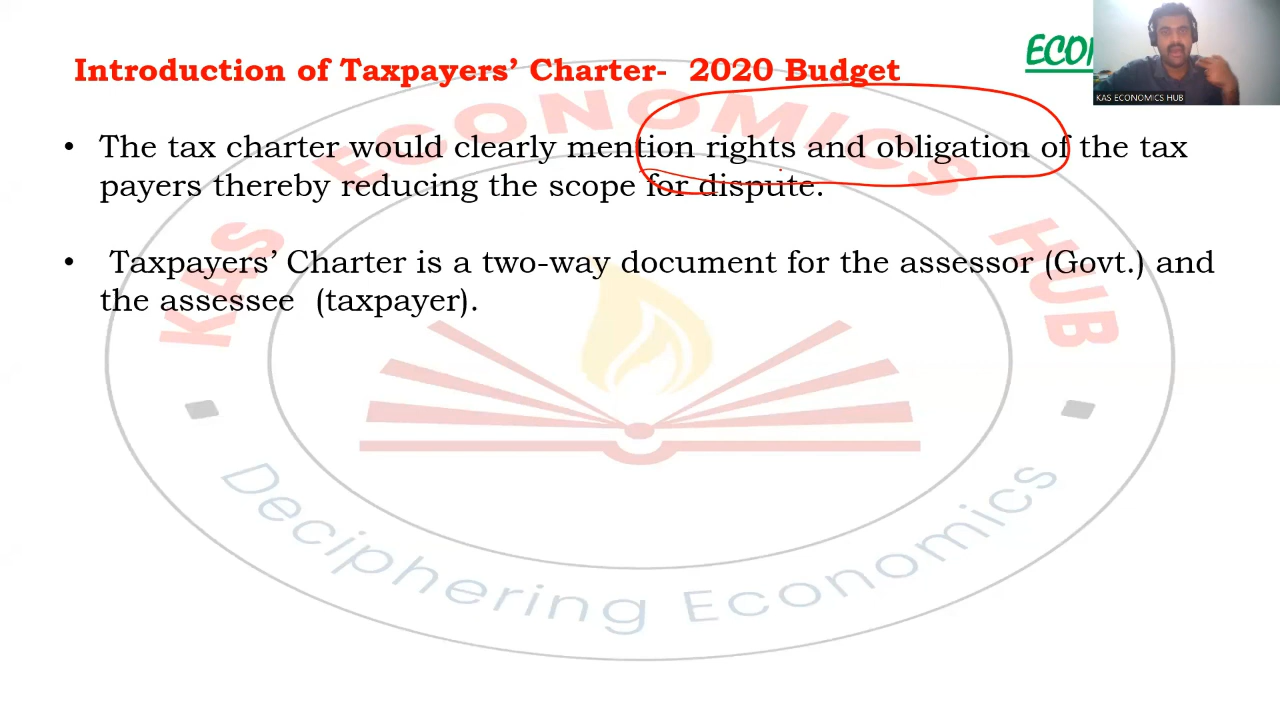 Introduction of Taxpayers’ Charter- 2020 Budget
ECO
KAS ECONOMICS HUB
• The tax charter would clearly mention rights and obligation of the tax
payers thereby reducing the scope for dispute.
• Taxpayers’ Charter is a two-way document for the assessor (Govt.) and
the assessee (taxpayer).
KAS ECONOMICS HUB
Deciphering Economics